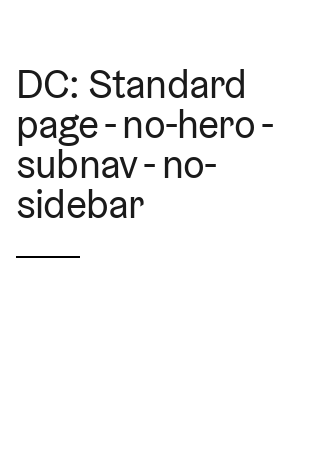 DC: Standard
page - no-hero -
subnav - no-
sidebar